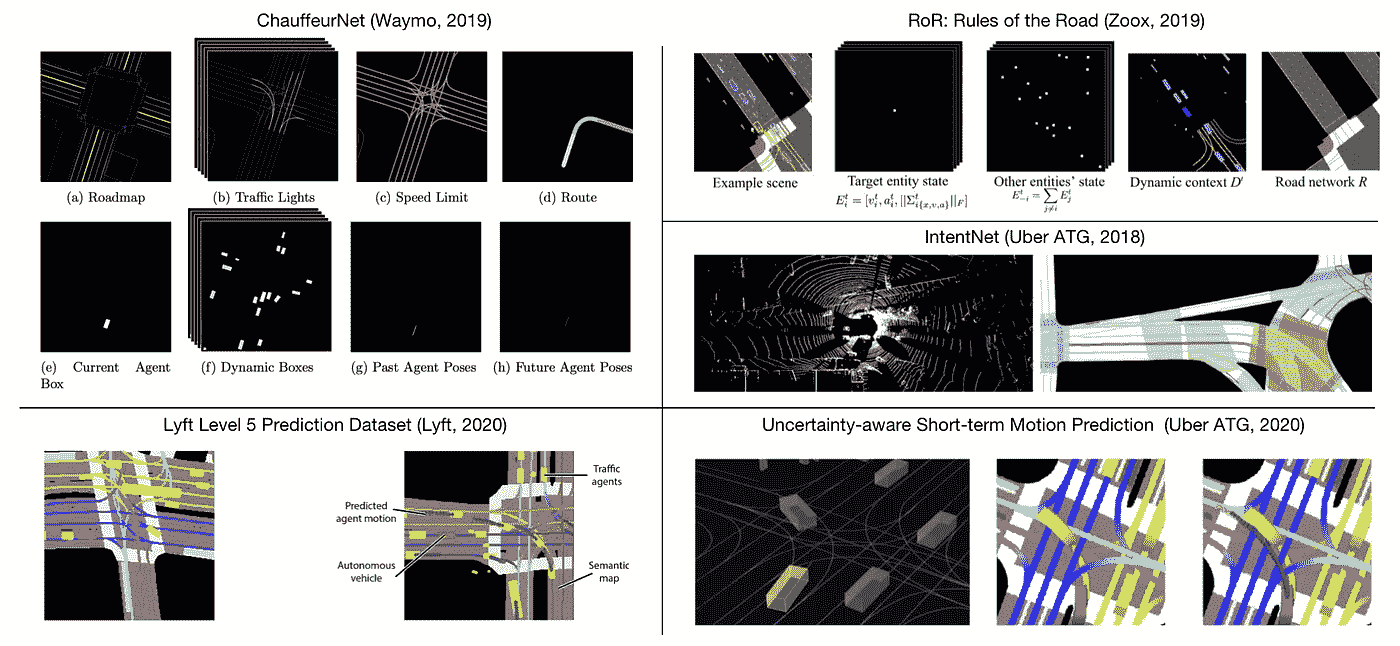 ChauffeurNet (Waymo, 2019)
(a) Roadmap
(b) Traffic Lights
(c) Speed Limit
(d) Route
(e) Current Agent
Box
(f) Dynamic Boxes
(g) Past Agent Poses
(h) Future Agent Poses
RoR: Rules of the Road (Zoox, 2019)
Example scene
Target entity state
E_i^t = [v_i^t, a_i^t, ||Σ_{i{x,v,a}}^t||_F]
Other entities' state
E_{-i}^t = ∑_{j≠i} E_j^t
Dynamic context D^t
Road network R
IntentNet (Uber ATG, 2018)
Lyft Level 5 Prediction Dataset (Lyft, 2020)
Traffic
agents
Predicted
agent motion
Autonomous
vehicle
Semantic
map
Uncertainty-aware Short-term Motion Prediction (Uber ATG, 2020)